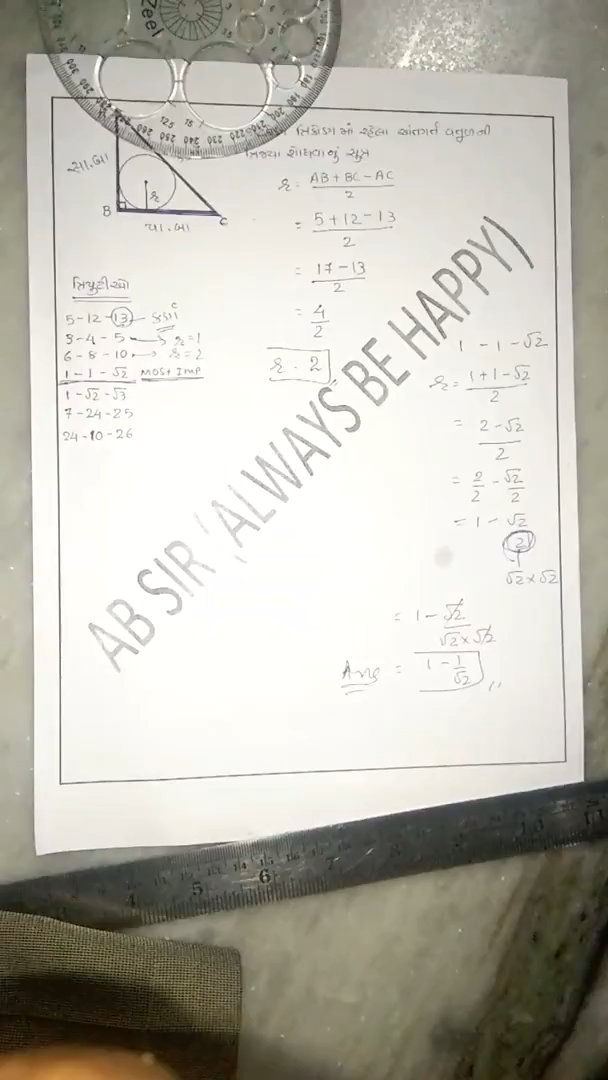 ત્રિકોણમાં રહેલા અંતર્ગત વર્તુળની
ત્રિજ્યા શોધવાનું સૂત્ર
સા.બા
B
r
C
પા.બા
r = AB + BC - AC / 2
= 5 + 12 - 13 / 2
= 17 - 13 / 2
= 4 / 2
r = 2
ત્રિપુટીઓ
5 - 12 - 13 — કર્ણ
3 - 4 - 5 → r = 1
6 - 8 - 10 → r = 2
1 - 1 - √2 MOST IMP
1 - √2 - √3
7 - 24 - 25
24 - 10 - 26
1 - 1 - √2
r = 1 + 1 - √2 / 2
= 2 - √2 / 2
= 2/2 - √2/2
= 1 - √2 / 2
√2 × √2
= 1 - √2 / √2 × √2
Ans = 1 - 1/√2
AB SIR (ALWAYS BE HAPPY)
Zeel